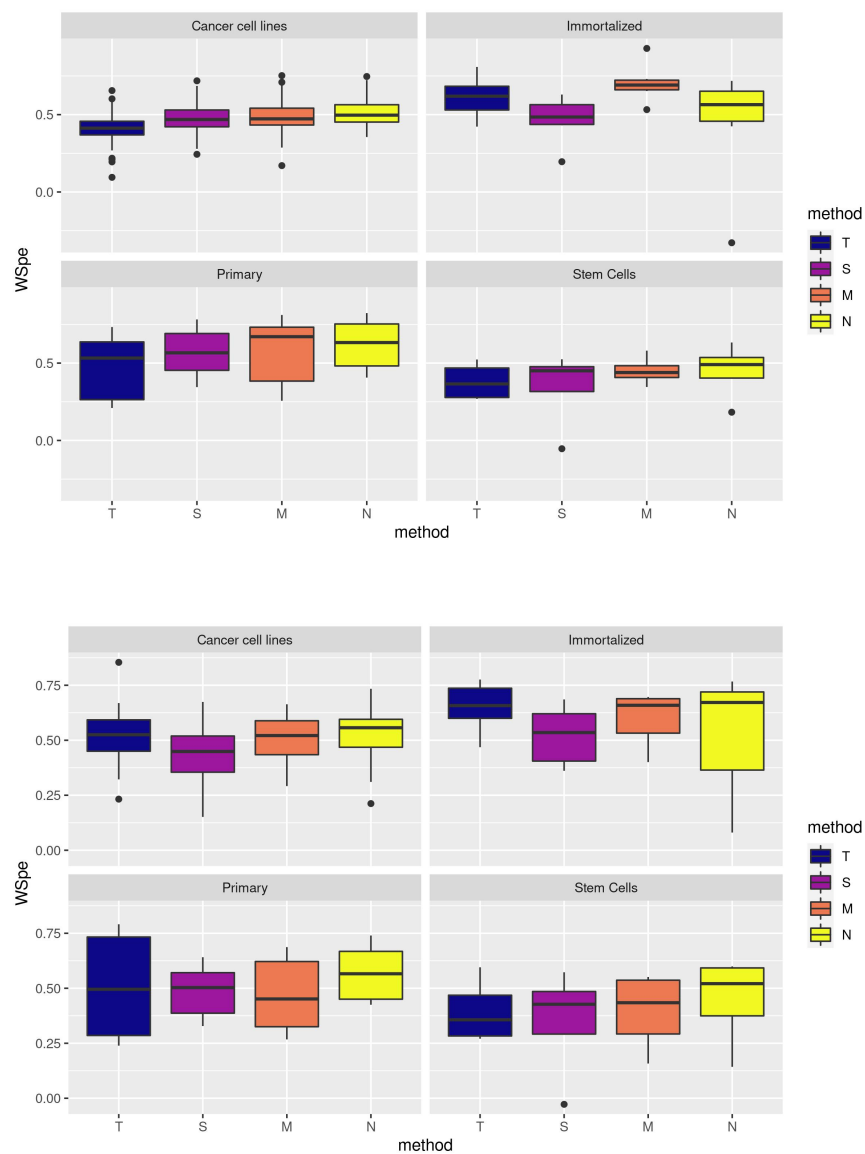 Cancer cell lines
Immortalized
0.5
0.0
Primary
Stem Cells
0.5
0.0
WSpe
T S M N
T S M N
method
method
T
S
M
N
Cancer cell lines
Immortalized
0.75
0.50
0.25
0.00
Primary
Stem Cells
0.75
0.50
0.25
0.00
WSpe
T S M N
T S M N
method
method
T
S
M
N